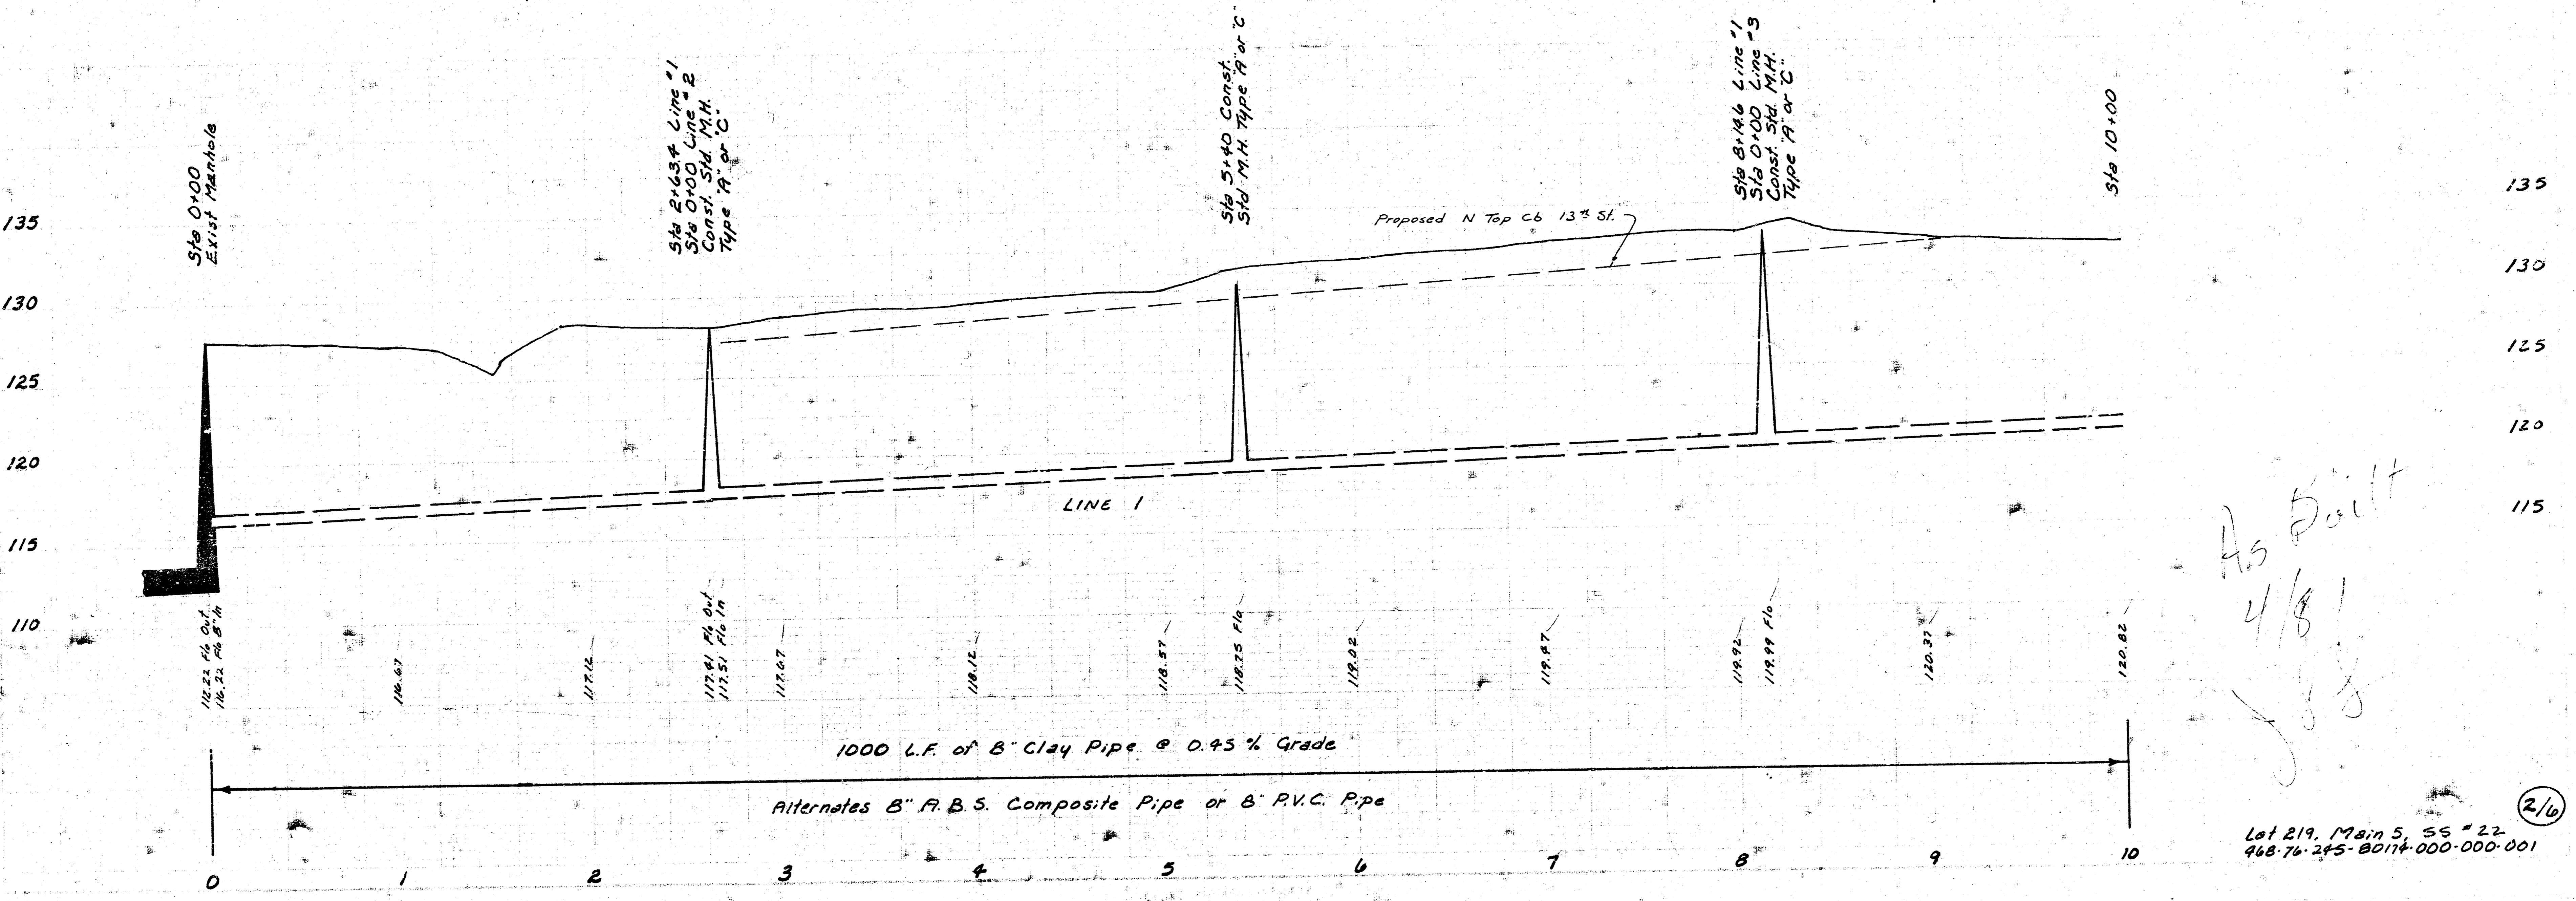 Sta 0+00
Exist Manhole
Sta 2+63.4 Line #1
Sta 0+00 Line #2
Const. Std. M.H.
Type "A" or "C"
Sta 5+40 Const.
Std M.H. Type "A" or "C"
Sta 8+14.6 Line #1
Sta 0+00 Line #3
Const. Std. M.H.
Type "A" or "C"
Sta 10+00
135
130
125
120
115
110
135
130
125
120
115
Proposed N Top Cb 13th St.
LINE 1
112.22 Flo Out
116.22 Flo 8" In
116.67
117.12
117.41 Flo Out
117.51 Flo In
117.67
118.12
118.57
118.75 Flo
119.02
119.47
119.92
119.99 Flo
120.37
120.82
1000 L.F. of 8" Clay Pipe @ 0.45 % Grade
Alternates 8" A.B.S. Composite Pipe or 8" P.V.C. Pipe
0 1 2 3 4 5 6 7 8 9 10
As Built
4/81
2/6
Lot 219, Main 5, SS #22
468-76-245-80174-000-000-001